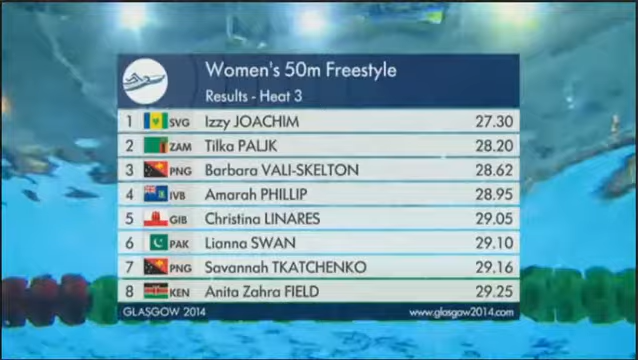 Women's 50m Freestyle
Results - Heat 3
1 SVG Izzy JOACHIM 27.30
2 ZAM Tilka PALJK 28.20
3 PNG Barbara VALI-SKELTON 28.62
4 IVB Amarah PHILLIP 28.95
5 GIB Christina LINARES 29.05
6 PAK Lianna SWAN 29.10
7 PNG Savannah TKATCHENKO 29.16
8 KEN Anita Zahra FIELD 29.25
GLASGOW 2014 www.glasgow2014.com